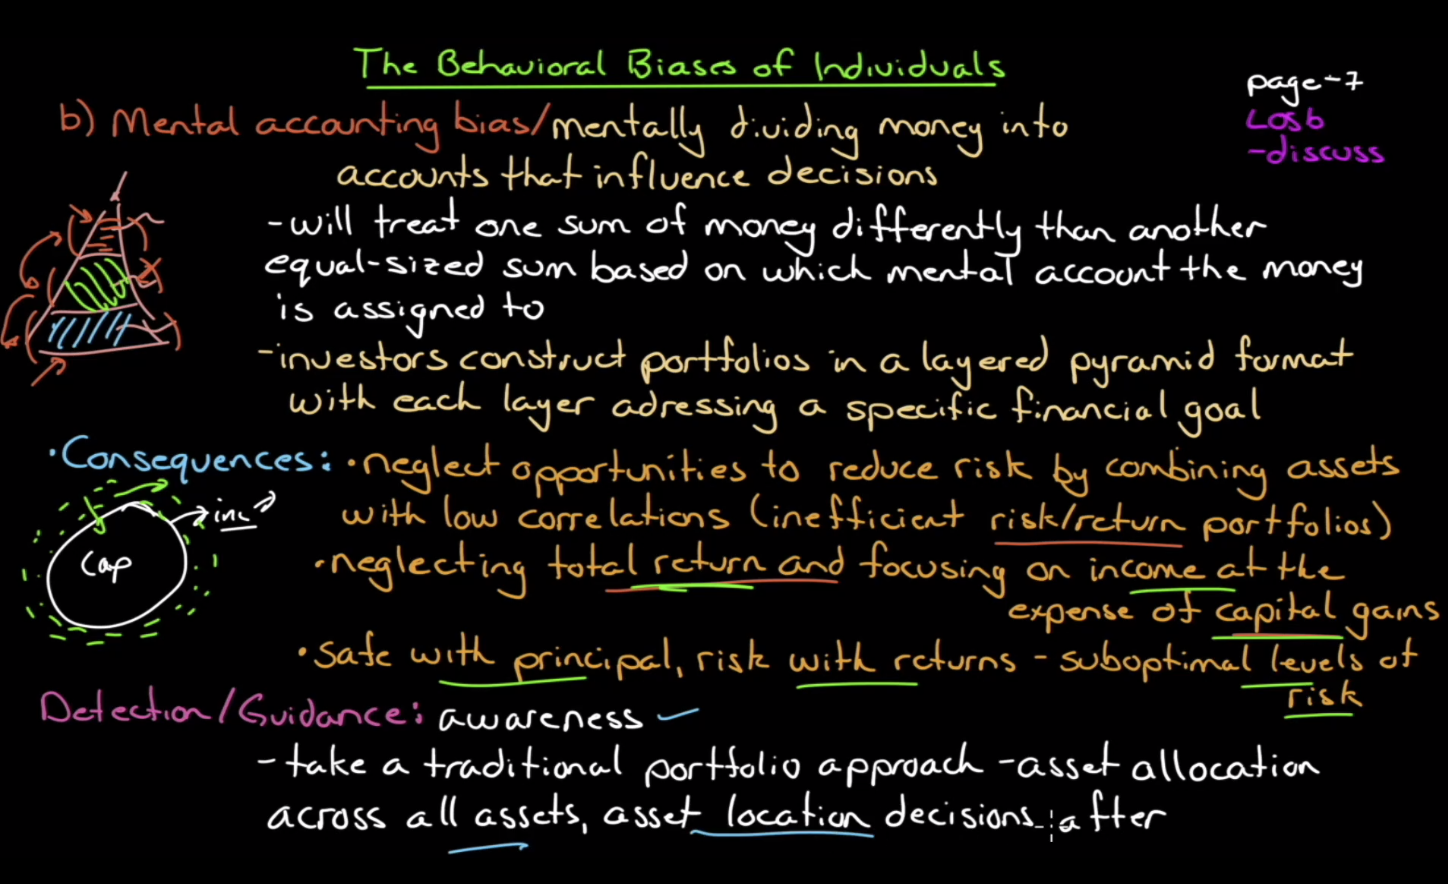 The Behavioral Biases of Individuals
page-7
LOS b
-discuss
b) Mental accounting bias/mentally dividing money into
accounts that influence decisions
-will treat one sum of money differently than another
equal-sized sum based on which mental account the money
is assigned to
-investors construct portfolios in a layered pyramid format
with each layer adressing a specific financial goal
•Consequences: •neglect opportunities to reduce risk by combining assets
with low correlations (inefficient risk/return portfolios)
•neglecting total return and focusing on income at the
expense of capital gains
•safe with principal, risk with returns - suboptimal levels of
risk
cap
inc
Detection/Guidance: awareness
-take a traditional portfolio approach -asset allocation
across all assets, asset location decisions after